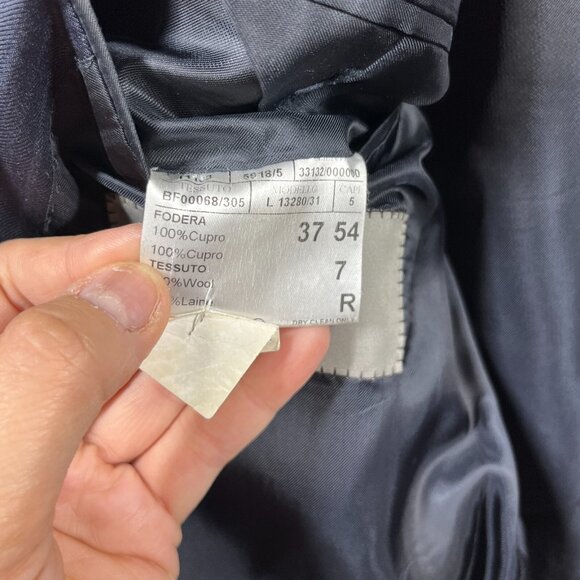 5918/5 33132/000000
TESSUTO MODELLO CAPI
BF00068/305 L 13280/31 5
FODERA
100%Cupro 37 54
100%Cupro
TESSUTO 7
%Wool
%Laine R
DRY CLEAN ONLY